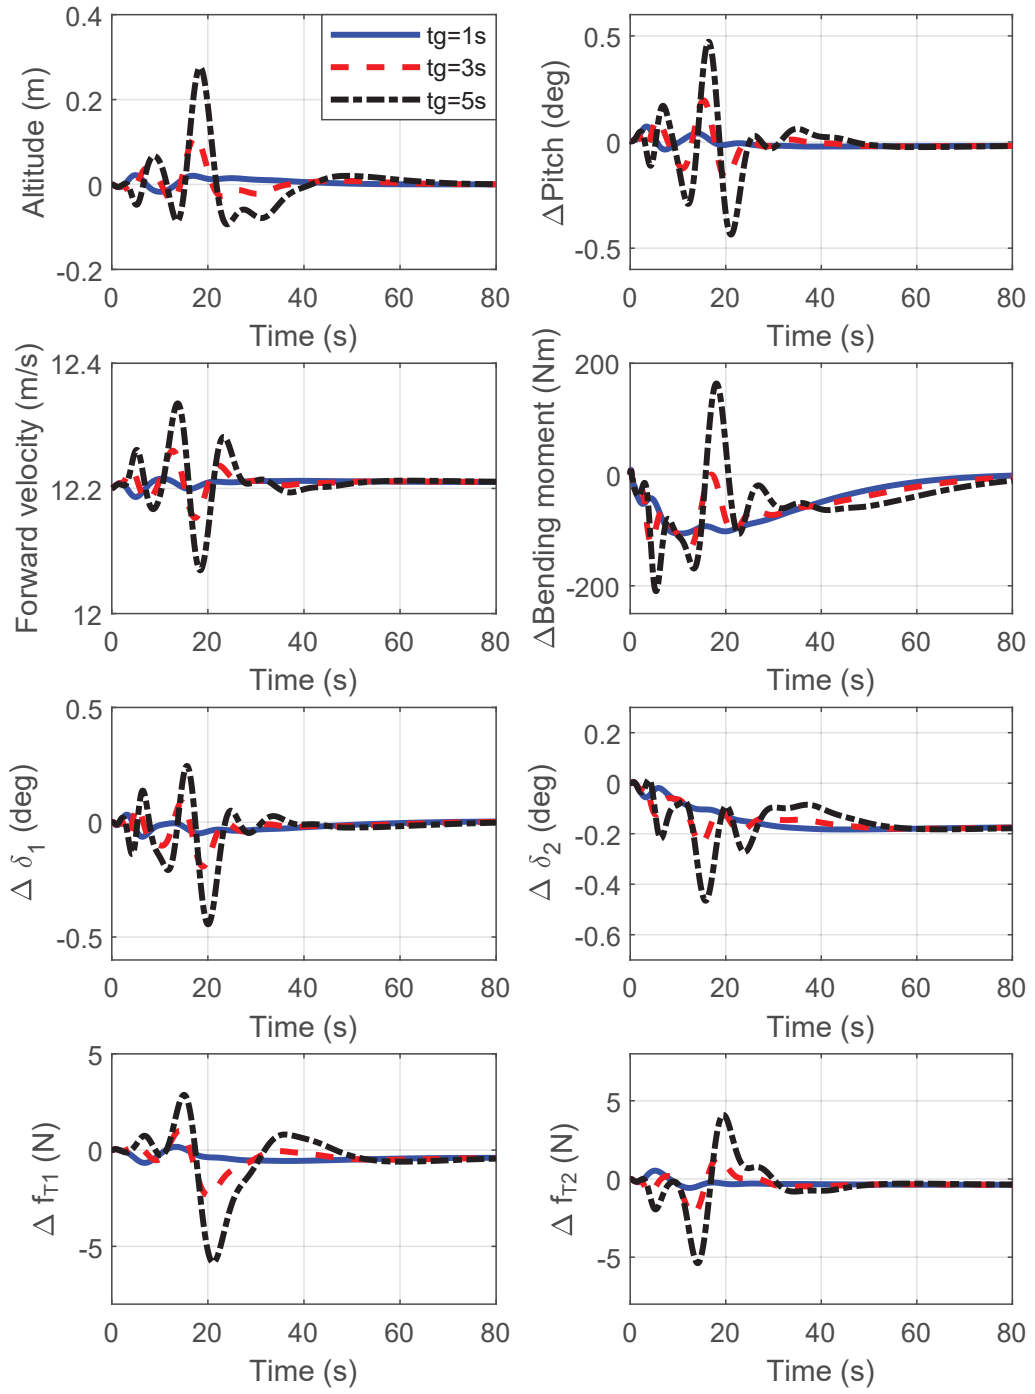 0.4
0.2
0
-0.2
Altitude (m)
tg=1s
tg=3s
tg=5s
0 20 40 60 80
Time (s)
0.5
0
-0.5
ΔPitch (deg)
0 20 40 60 80
Time (s)
12.4
12.2
12
Forward velocity (m/s)
0 20 40 60 80
Time (s)
200
0
-200
ΔBending moment (Nm)
0 20 40 60 80
Time (s)
0.5
0
-0.5
Δ δ1 (deg)
0 20 40 60 80
Time (s)
0.2
0
-0.2
-0.4
-0.6
Δ δ2 (deg)
0 20 40 60 80
Time (s)
5
0
-5
Δ fT1 (N)
0 20 40 60 80
Time (s)
5
0
-5
Δ fT2 (N)
0 20 40 60 80
Time (s)